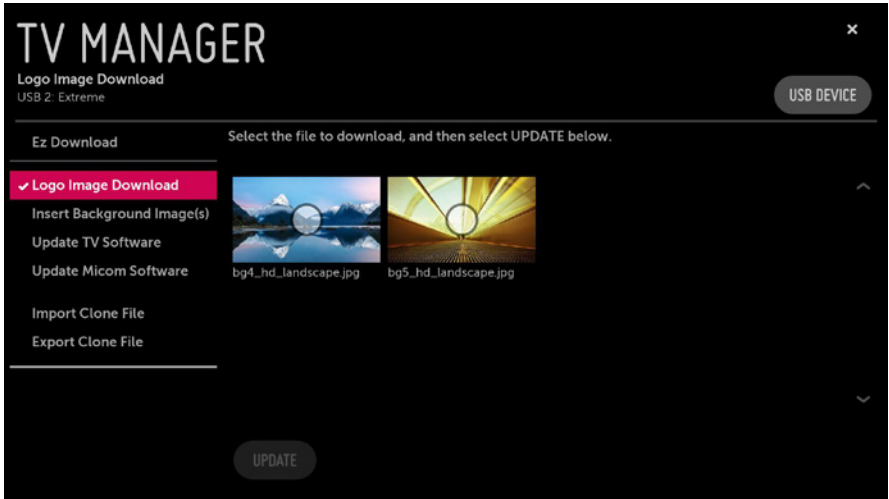 TV MANAGER
Logo Image Download
USB 2: Extreme
USB DEVICE
Ez Download
Select the file to download, and then select UPDATE below.
Logo Image Download
Insert Background Image(s)
Update TV Software
Update Micom Software
bg4_hd_landscape.jpg
bg5_hd_landscape.jpg
Import Clone File
Export Clone File
UPDATE